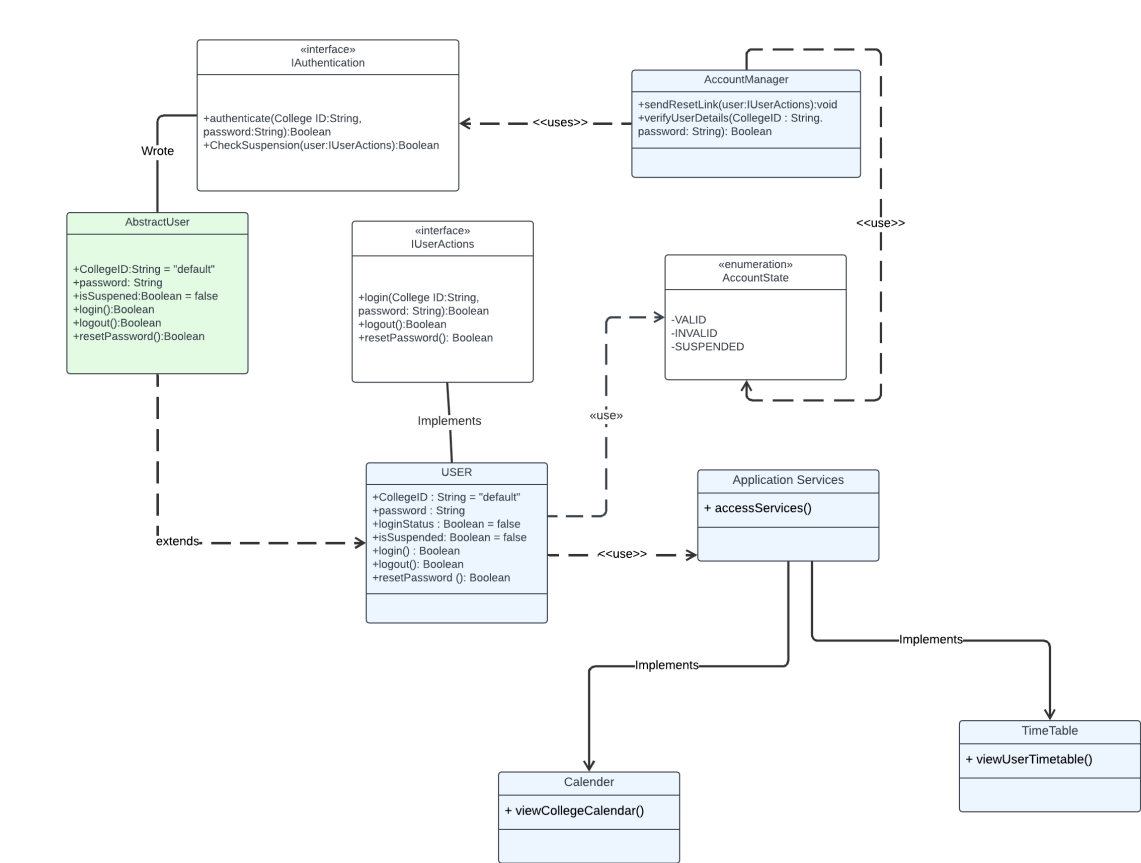 «interface»
IAuthentication
+authenticate(College ID:String,
password:String):Boolean
+CheckSuspension(user:IUserActions):Boolean
<<uses>>
AccountManager
+sendResetLink(user:IUserActions):void
+verifyUserDetails(CollegeID : String.
password: String): Boolean
Wrote
<<use>>
AbstractUser
+CollegeID:String = "default"
+password: String
+isSuspened:Boolean = false
+login():Boolean
+logout():Boolean
+resetPassword():Boolean
«interface»
IUserActions
+login(College ID:String,
password: String):Boolean
+logout():Boolean
+resetPassword(): Boolean
«enumeration»
AccountState
-VALID
-INVALID
-SUSPENDED
Implements
«use»
extends
USER
+CollegeID : String = "default"
+password : String
+loginStatus : Boolean = false
+isSuspended: Boolean = false
+login() : Boolean
+logout(): Boolean
+resetPassword (): Boolean
<<use>>
Application Services
+ accessServices()
Implements
Implements
TimeTable
+ viewUserTimetable()
Calender
+ viewCollegeCalendar()